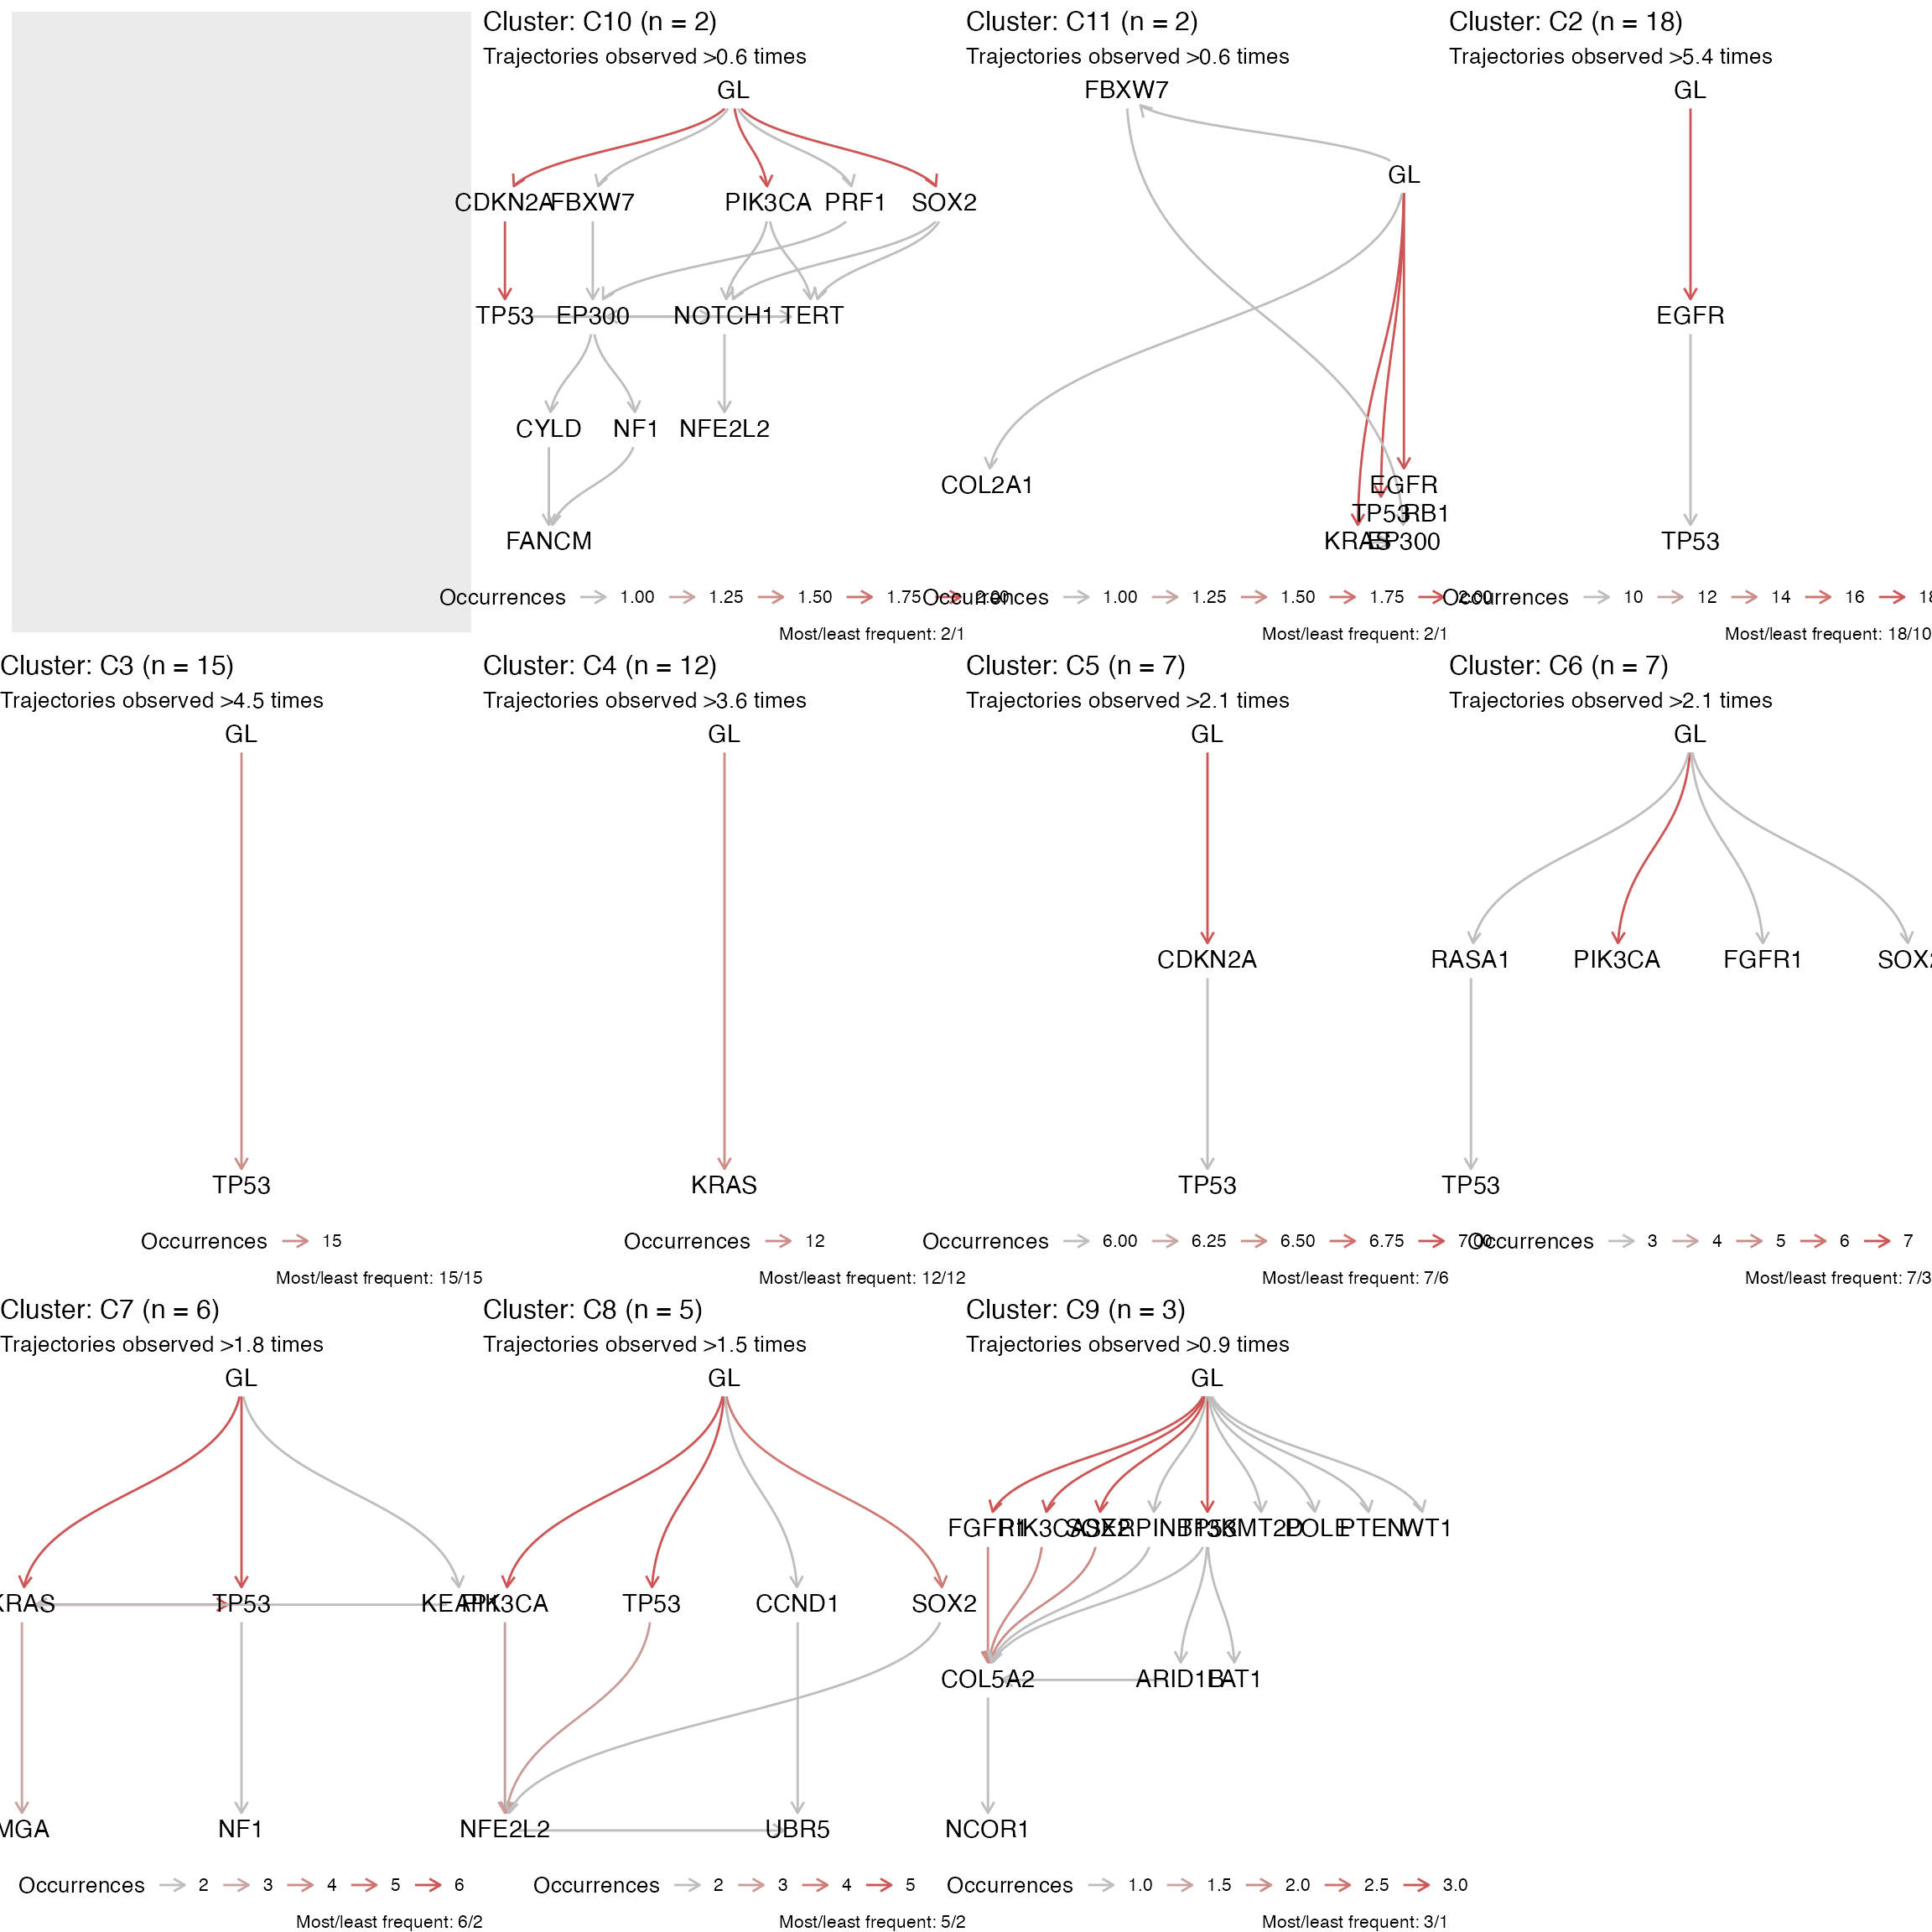 Cluster: C10 (n = 2)
Trajectories observed >0.6 times
GL
CDKN2A FBXW7 PIK3CA PRF1 SOX2
TP53 EP300 NOTCH1 TERT
CYLD NF1 NFE2L2
FANCM
Occurrences 1.00 1.25 1.50 1.75 2.00
Most/least frequent: 2/1
Cluster: C11 (n = 2)
Trajectories observed >0.6 times
FBXW7
GL
COL2A1 EGFR
TP53 RB1
KRAS EP300
Occurrences 1.00 1.25 1.50 1.75 2.00
Most/least frequent: 2/1
Cluster: C2 (n = 18)
Trajectories observed >5.4 times
GL
EGFR
TP53
Occurrences 10 12 14 16 18
Most/least frequent: 18/10
Cluster: C3 (n = 15)
Trajectories observed >4.5 times
GL
TP53
Occurrences 15
Most/least frequent: 15/15
Cluster: C4 (n = 12)
Trajectories observed >3.6 times
GL
KRAS
Occurrences 12
Most/least frequent: 12/12
Cluster: C5 (n = 7)
Trajectories observed >2.1 times
GL
CDKN2A
TP53
Occurrences 6.00 6.25 6.50 6.75 7.00
Most/least frequent: 7/6
Cluster: C6 (n = 7)
Trajectories observed >2.1 times
GL
RASA1 PIK3CA FGFR1 SOX2
TP53
Occurrences 3 4 5 6 7
Most/least frequent: 7/3
Cluster: C7 (n = 6)
Trajectories observed >1.8 times
GL
KRAS TP53 KEAP1
MGA NF1
Occurrences 2 3 4 5 6
Most/least frequent: 6/2
Cluster: C8 (n = 5)
Trajectories observed >1.5 times
GL
PIK3CA TP53 CCND1 SOX2
NFE2L2 UBR5
Occurrences 2 3 4 5
Most/least frequent: 5/2
Cluster: C9 (n = 3)
Trajectories observed >0.9 times
GL
FGFR1 PIK3CA SOX2 TP53 KMT2D POLE PTEN WT1
COL5A2 ARID1B FAT1
NCOR1
Occurrences 1.0 1.5 2.0 2.5 3.0
Most/least frequent: 3/1